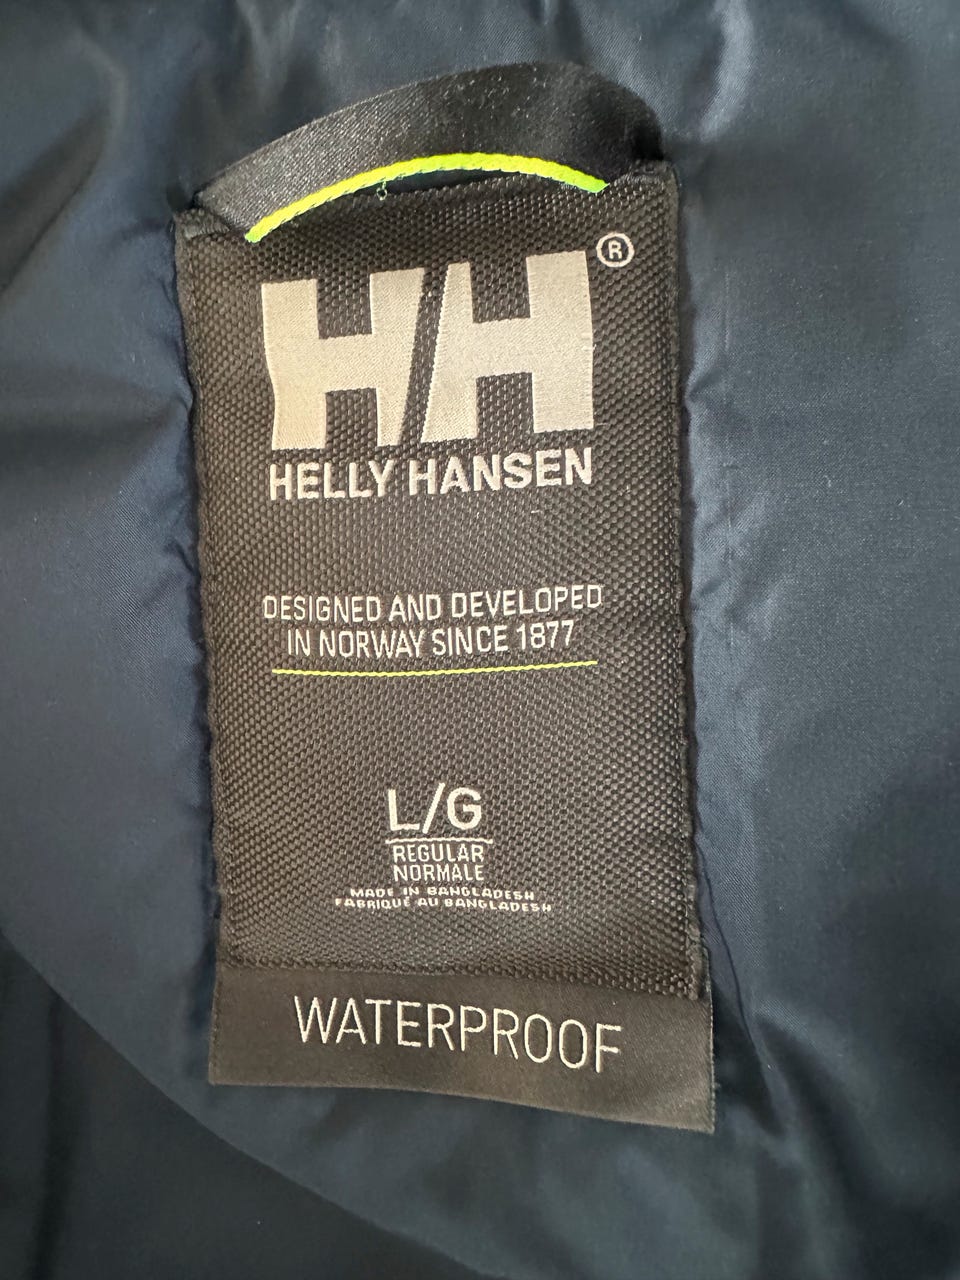 HH®
HELLY HANSEN
DESIGNED AND DEVELOPED
IN NORWAY SINCE 1877
L/G
REGULAR
NORMALE
MADE IN BANGLADESH
FABRIQUÉ AU BANGLADESH
WATERPROOF